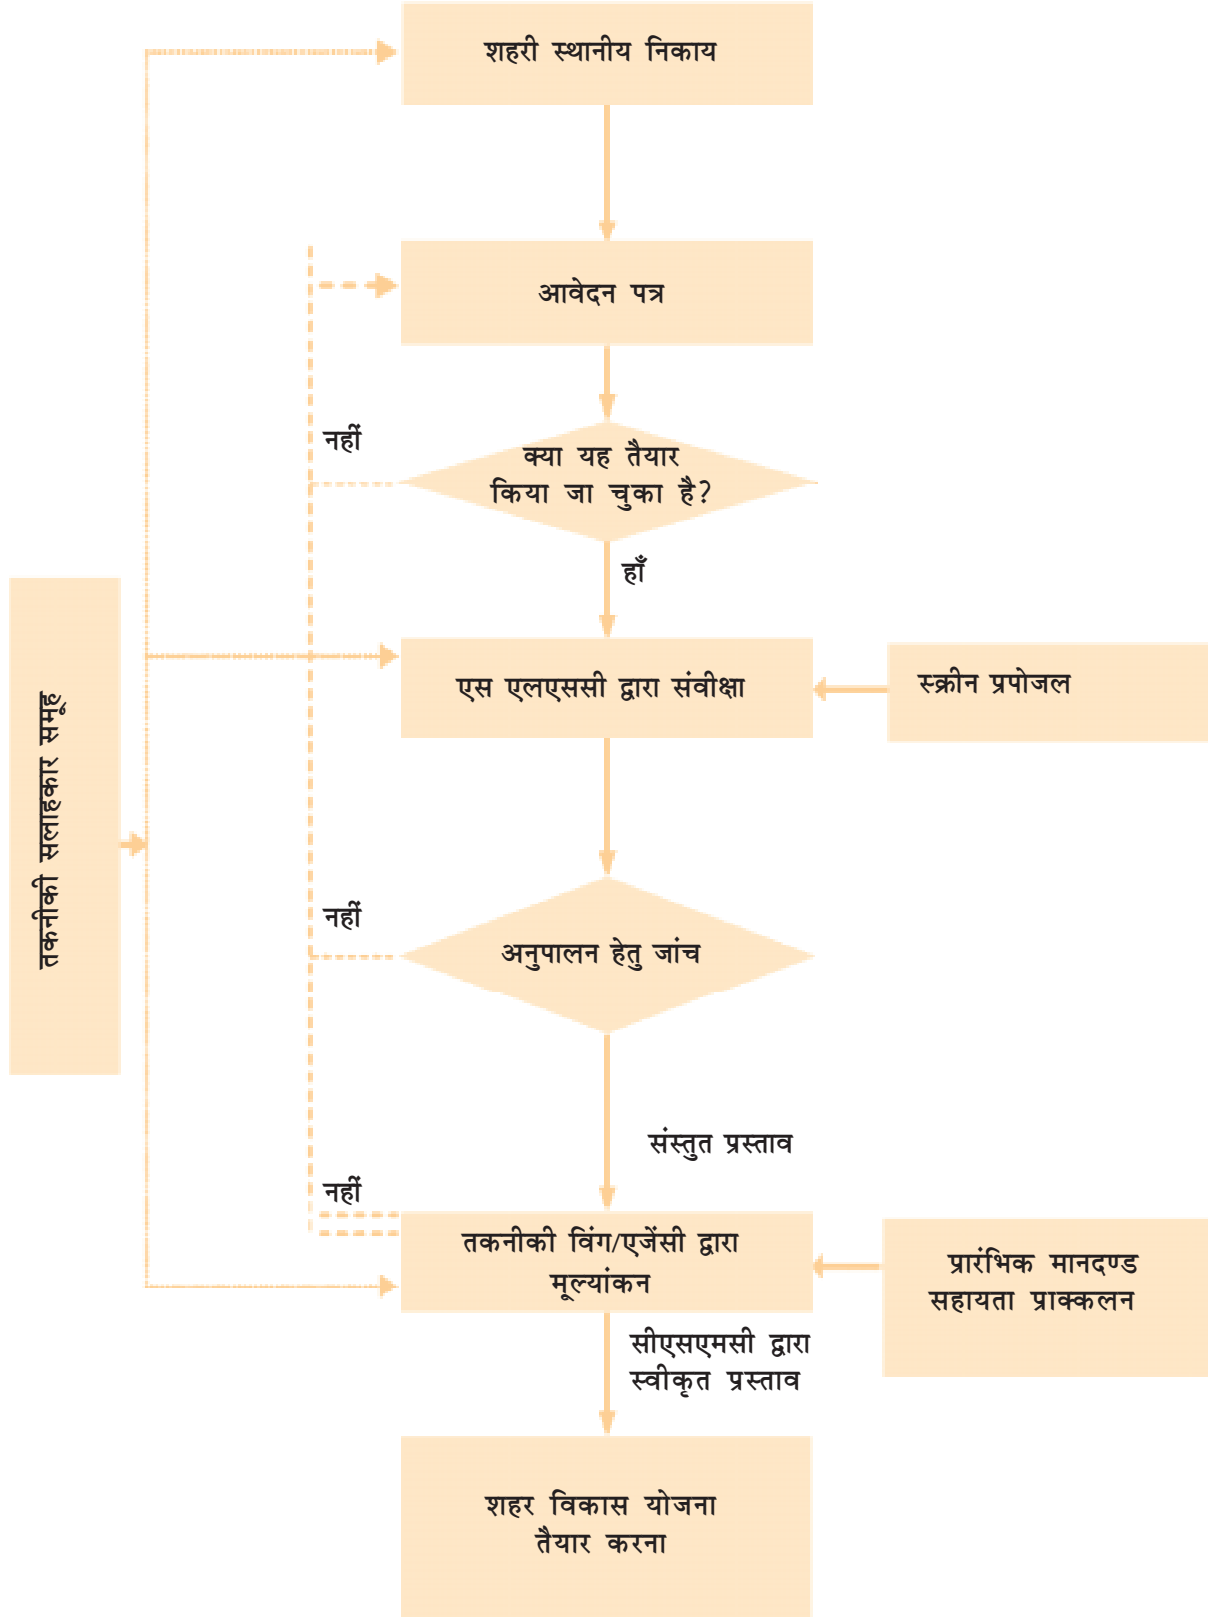 शहरी स्थानीय निकाय
आवेदन पत्र
नहीं
क्या यह तैयार
किया जा चुका है?
हाँ
एस एलएससी द्वारा संवीक्षा
स्क्रीन प्रपोजल
तकनीकी सलाहकार समूह
नहीं
अनुपालन हेतु जांच
संस्तुत प्रस्ताव
नहीं
तकनीकी विंग/एजेंसी द्वारा
मूल्यांकन
प्रारंभिक मानदण्ड
सहायता प्राक्कलन
सीएसएमसी द्वारा
स्वीकृत प्रस्ताव
शहर विकास योजना
तैयार करना